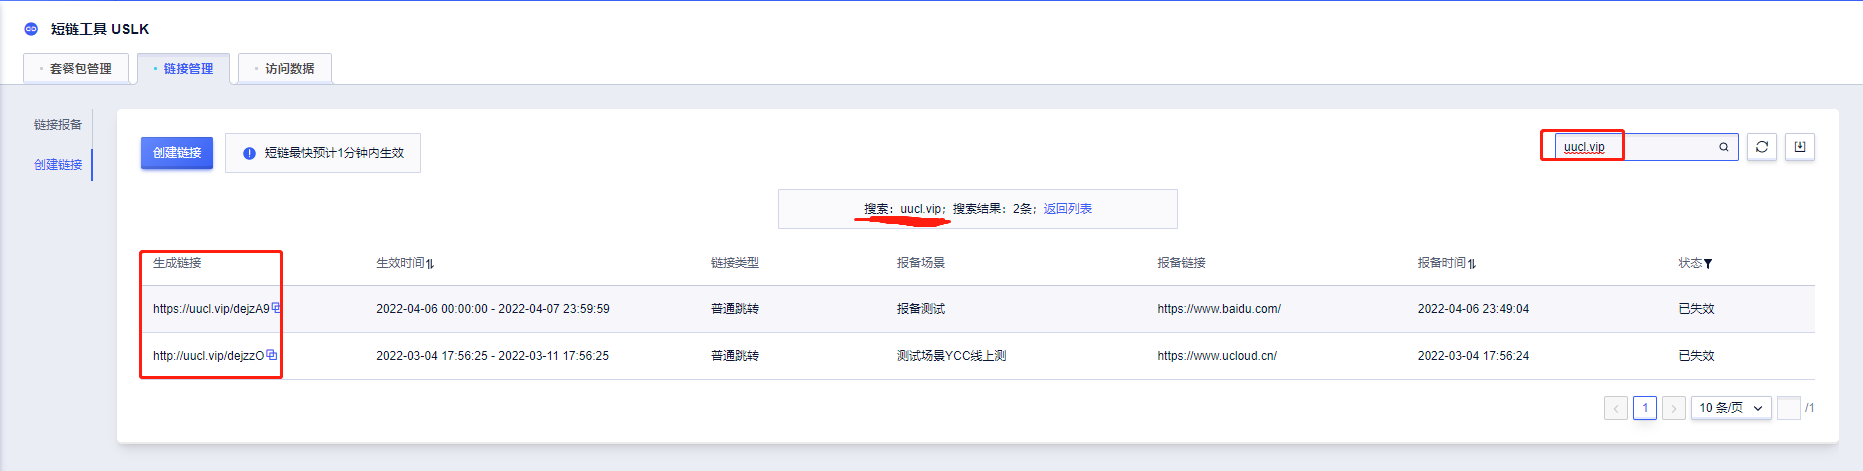 短链工具 USLK
套餐包管理
链接管理
访问数据
链接报备
创建链接
创建链接
短链最快预计1分钟内生效
uucl.vip
搜索：uucl.vip；搜索结果：2条；返回列表
生成链接 生效时间 链接类型 报备场景 报备链接 报备时间 状态
https://uucl.vip/dejzA9 2022-04-06 00:00:00 - 2022-04-07 23:59:59 普通跳转 报备测试 https://www.baidu.com/ 2022-04-06 23:49:04 已失效
http://uucl.vip/dejzzO 2022-03-04 17:56:25 - 2022-03-11 17:56:25 普通跳转 测试场景YCC线上测 https://www.ucloud.cn/ 2022-03-04 17:56:24 已失效
1 10 条/页 /1